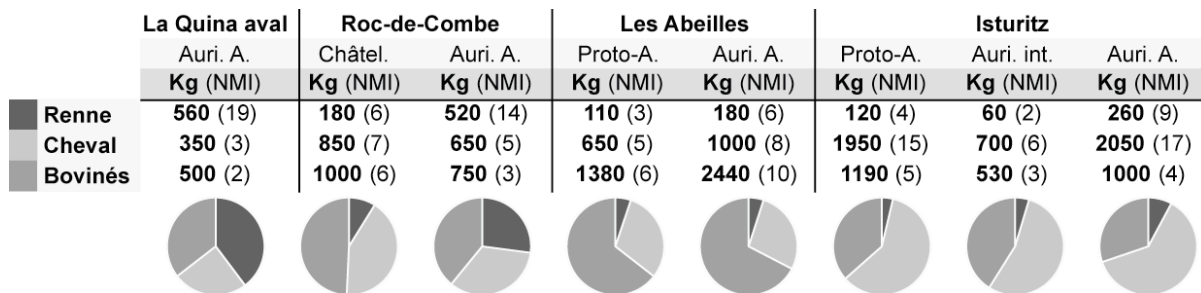 La Quina aval Roc-de-Combe Les Abeilles Isturitz
Auri. A. Châtel. Auri. A. Proto-A. Auri. A. Proto-A. Auri. int. Auri. A.
Kg (NMI) Kg (NMI) Kg (NMI) Kg (NMI) Kg (NMI) Kg (NMI) Kg (NMI) Kg (NMI)
Renne 560 (19) 180 (6) 520 (14) 110 (3) 180 (6) 120 (4) 60 (2) 260 (9)
Cheval 350 (3) 850 (7) 650 (5) 650 (5) 1000 (8) 1950 (15) 700 (6) 2050 (17)
Bovinés 500 (2) 1000 (6) 750 (3) 1380 (6) 2440 (10) 1190 (5) 530 (3) 1000 (4)